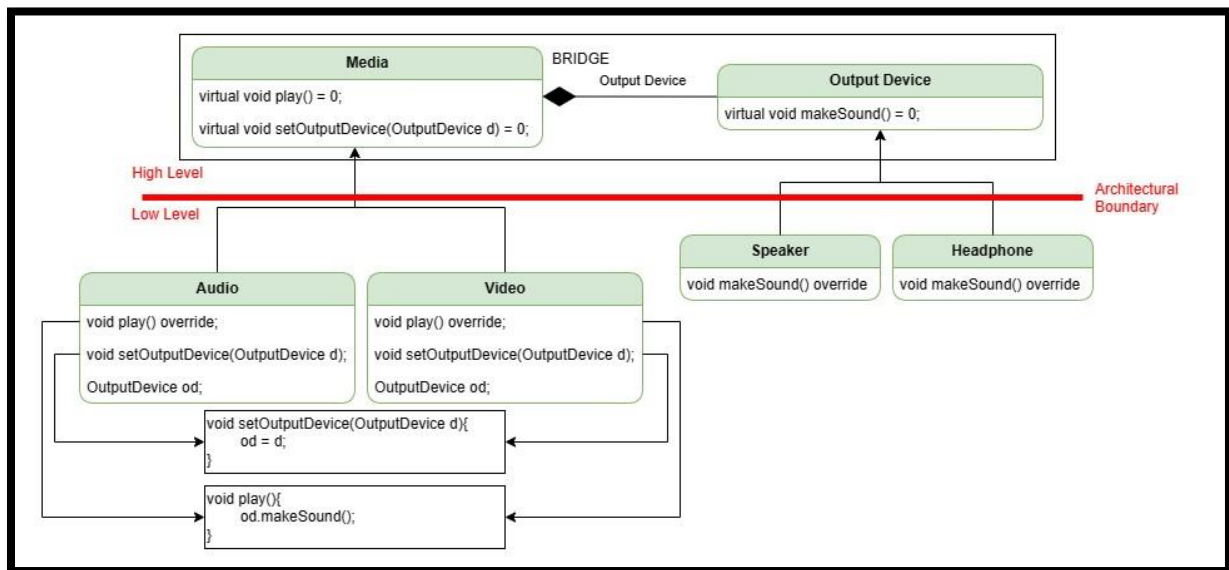 Media
virtual void play() = 0;
virtual void setOutputDevice(OutputDevice d) = 0;
BRIDGE
Output Device
Output Device
virtual void makeSound() = 0;
High Level
Low Level
Architectural
Boundary
Speaker
void makeSound() override
Headphone
void makeSound() override
Audio
void play() override;
void setOutputDevice(OutputDevice d);
OutputDevice od;
Video
void play() override;
void setOutputDevice(OutputDevice d);
OutputDevice od;
void setOutputDevice(OutputDevice d){
od = d;
}
void play(){
od.makeSound();
}